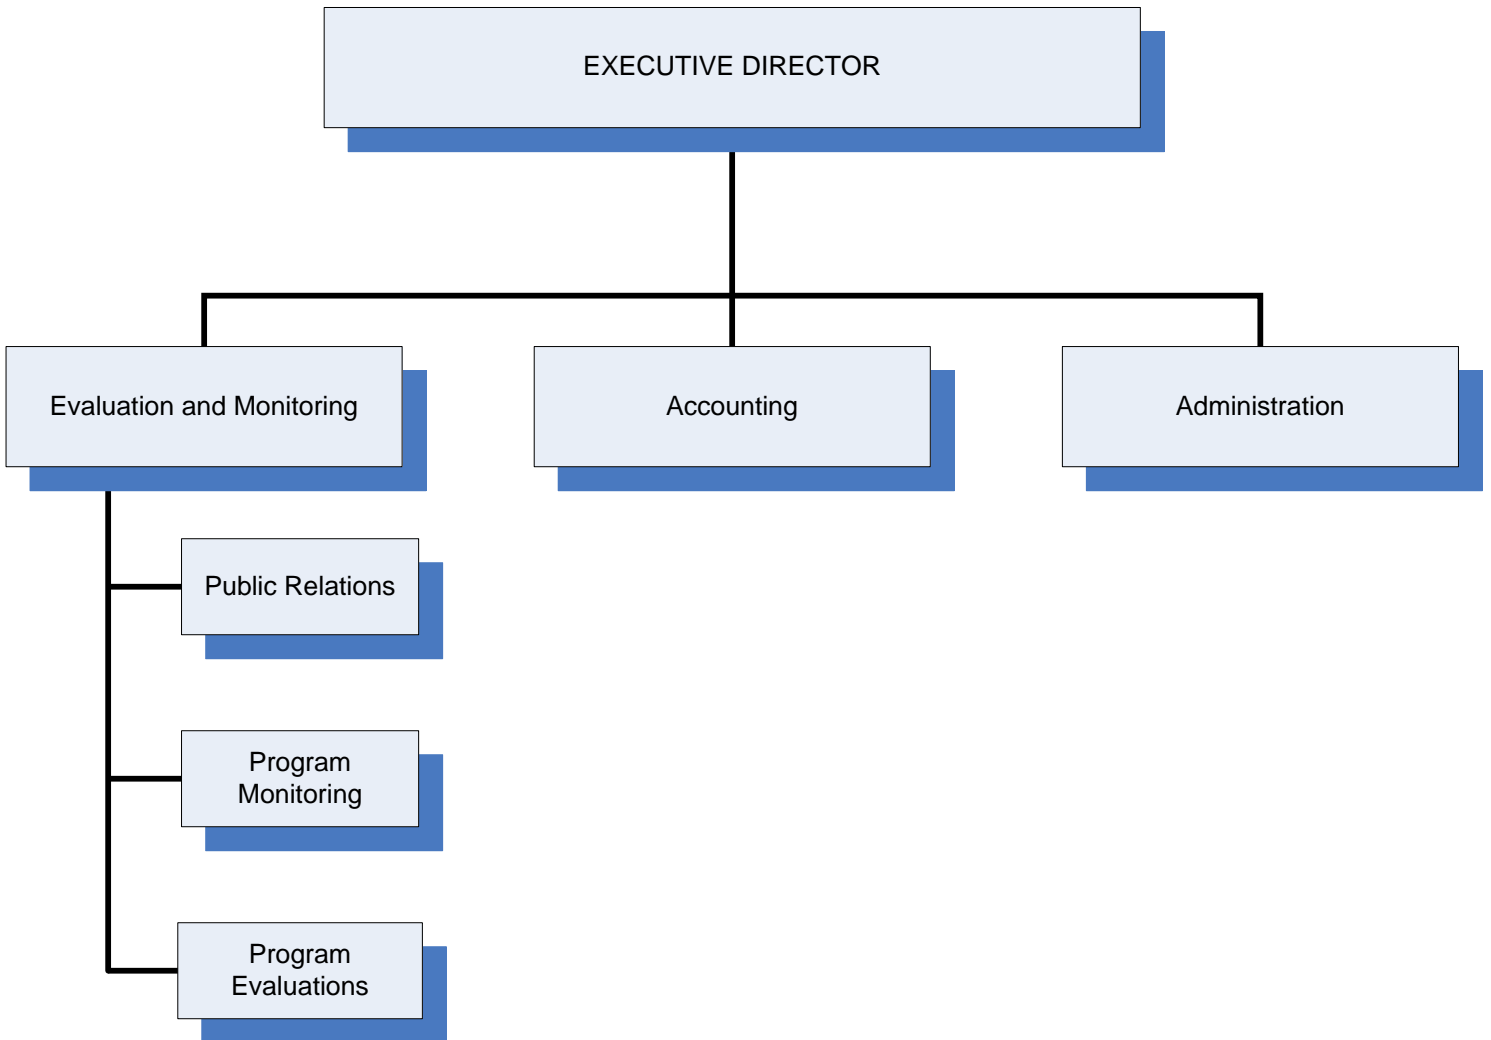 EXECUTIVE DIRECTOR
Evaluation and Monitoring
Accounting
Administration
Public Relations
Program
Monitoring
Program
Evaluations